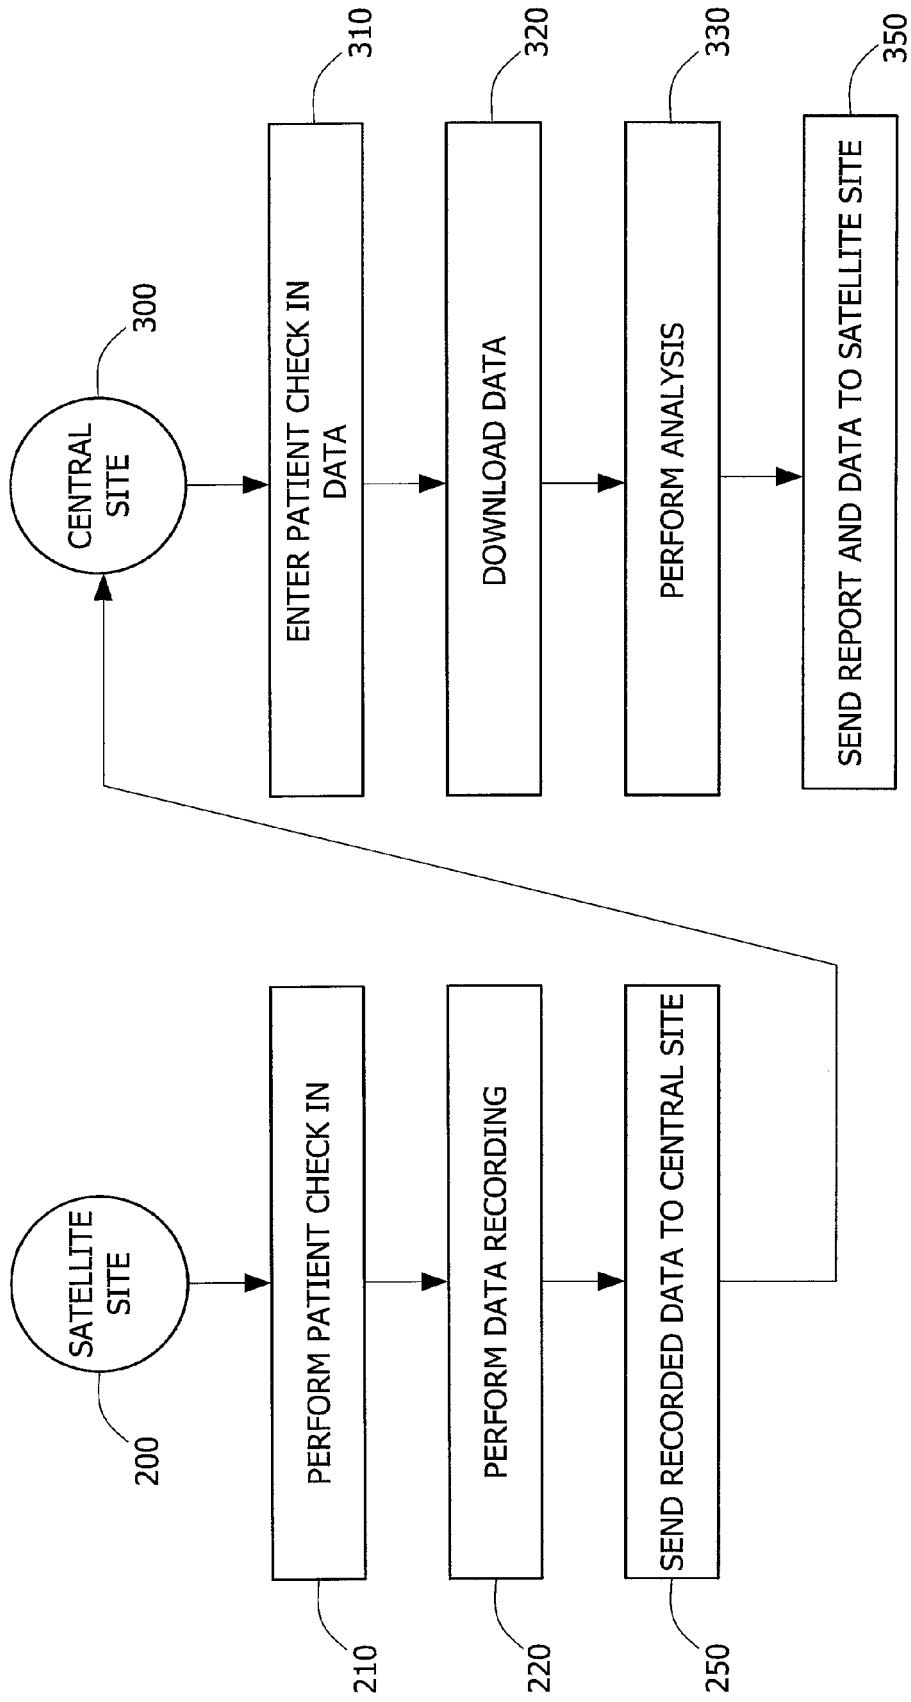 SATELLITE
SITE
200
PERFORM PATIENT CHECK IN
210
PERFORM DATA RECORDING
220
SEND RECORDED DATA TO CENTRAL SITE
250
CENTRAL
SITE
300
ENTER PATIENT CHECK IN
DATA
310
DOWNLOAD DATA
320
PERFORM ANALYSIS
330
SEND REPORT AND DATA TO SATELLITE SITE
350